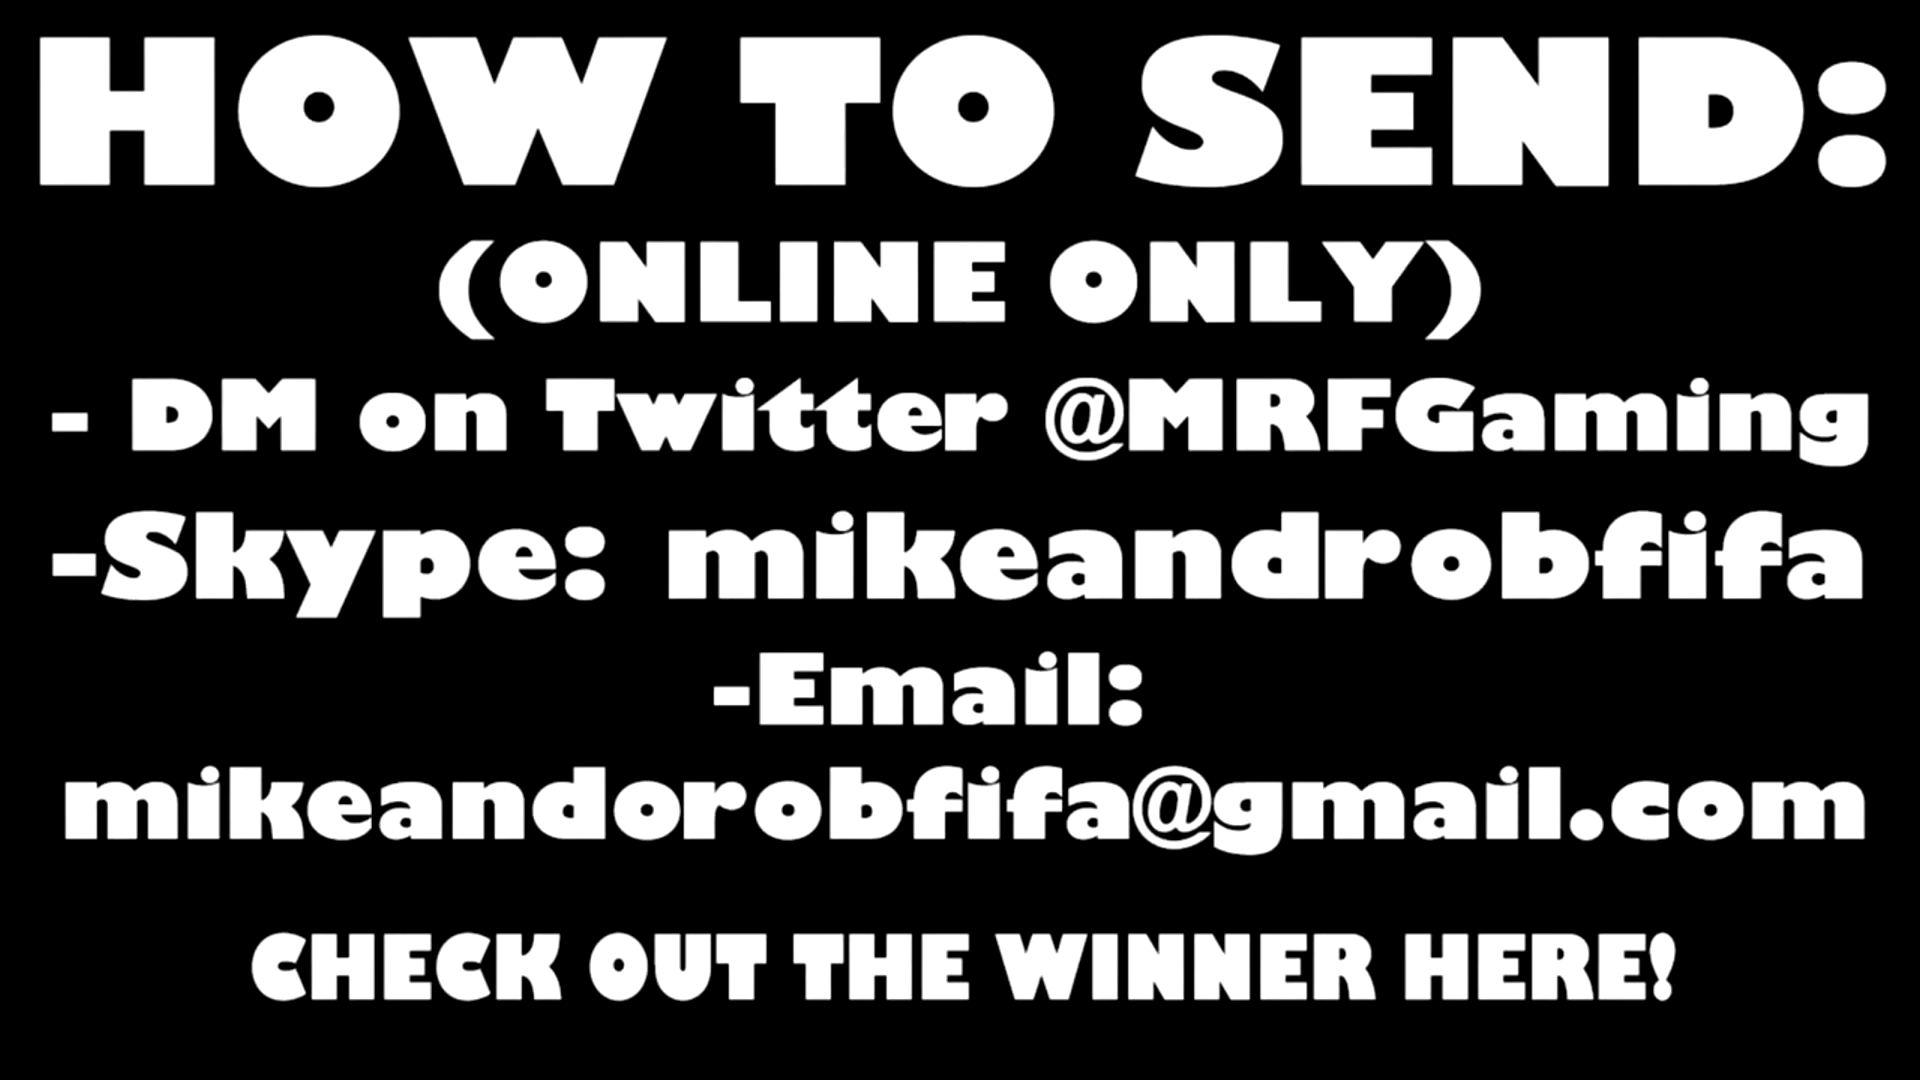 HOW TO SEND:
(ONLINE ONLY)
- DM on Twitter @MRFGaming
-Skype: mikeandrobfifa
-Email:
mikeandorobfifa@gmail.com
CHECK OUT THE WINNER HERE!